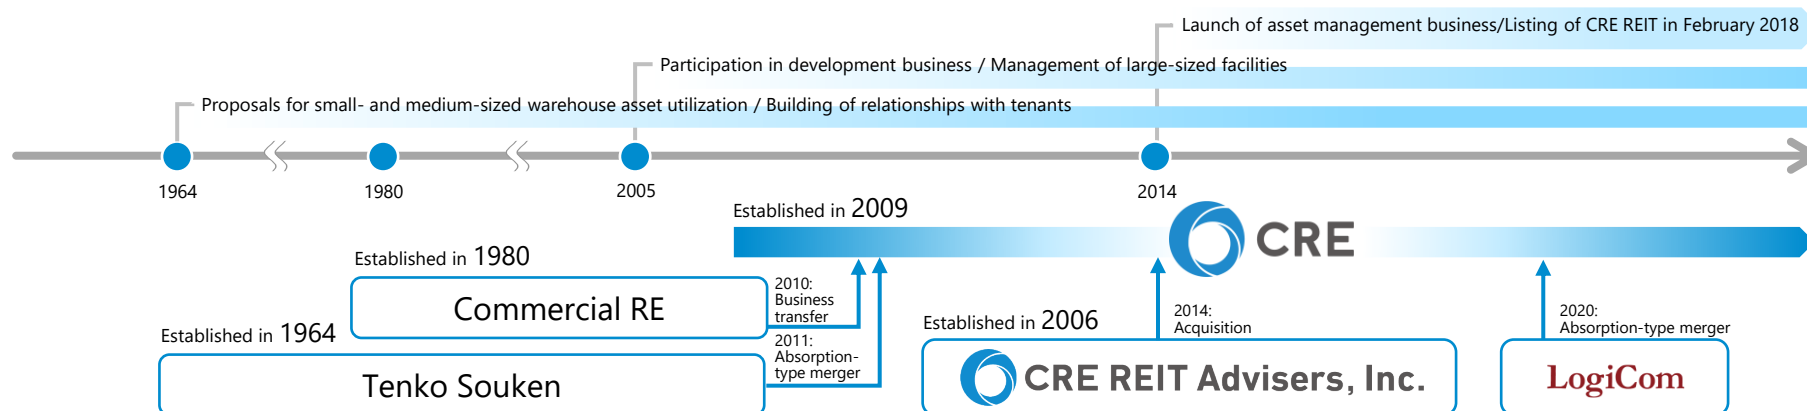 Launch of asset management business/Listing of CRE REIT in February 2018
Participation in development business / Management of large-sized facilities
Proposals for small- and medium-sized warehouse asset utilization / Building of relationships with tenants
1964
1980
2005
2014
Established in 2009
CRE
Established in 1980
Commercial RE
2010:
Business
transfer
Established in 1964
Tenko Souken
2011:
Absorption-
type merger
Established in 2006
CRE REIT Advisers, Inc.
2014:
Acquisition
2020:
Absorption-type merger
LogiCom